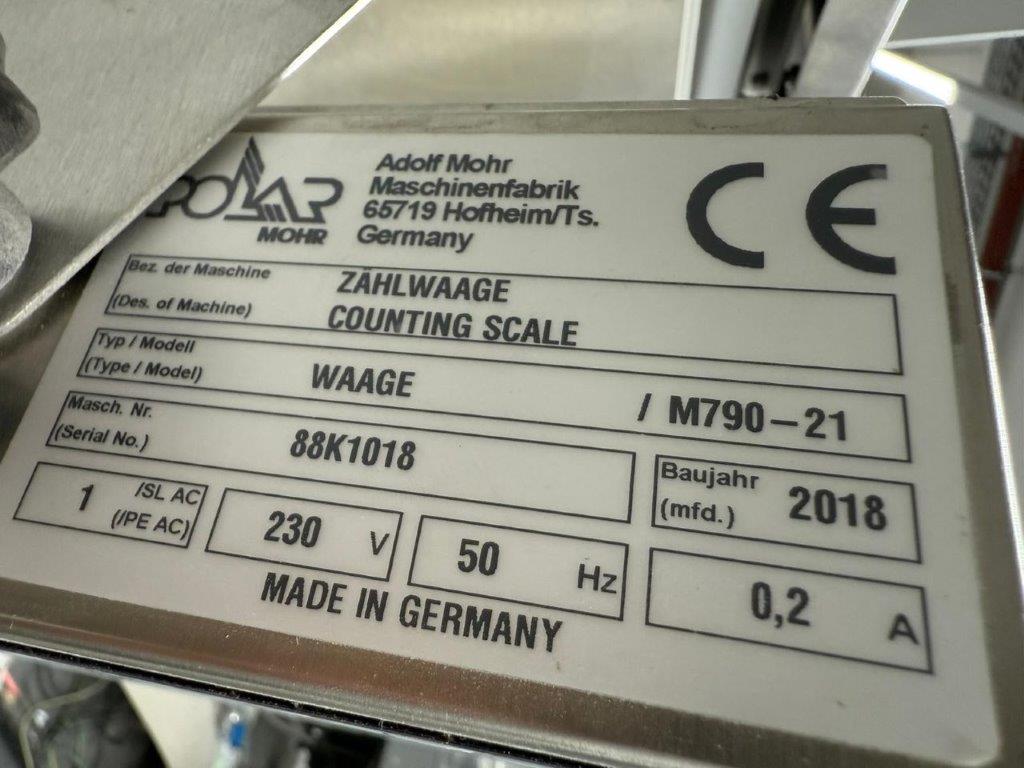 POLAR
MOHR
Adolf Mohr
Maschinenfabrik
65719 Hofheim/Ts.
Germany
CE
Bez. der Maschine
(Des. of Machine)
ZÄHLWAAGE
COUNTING SCALE
Typ / Modell
(Type / Model)
WAAGE / M790-21
Masch. Nr.
(Serial No.)
88K1018
Baujahr
(mfd.)
2018
1 /SL AC
(/PE AC)
230 V
50 Hz
0,2 A
MADE IN GERMANY